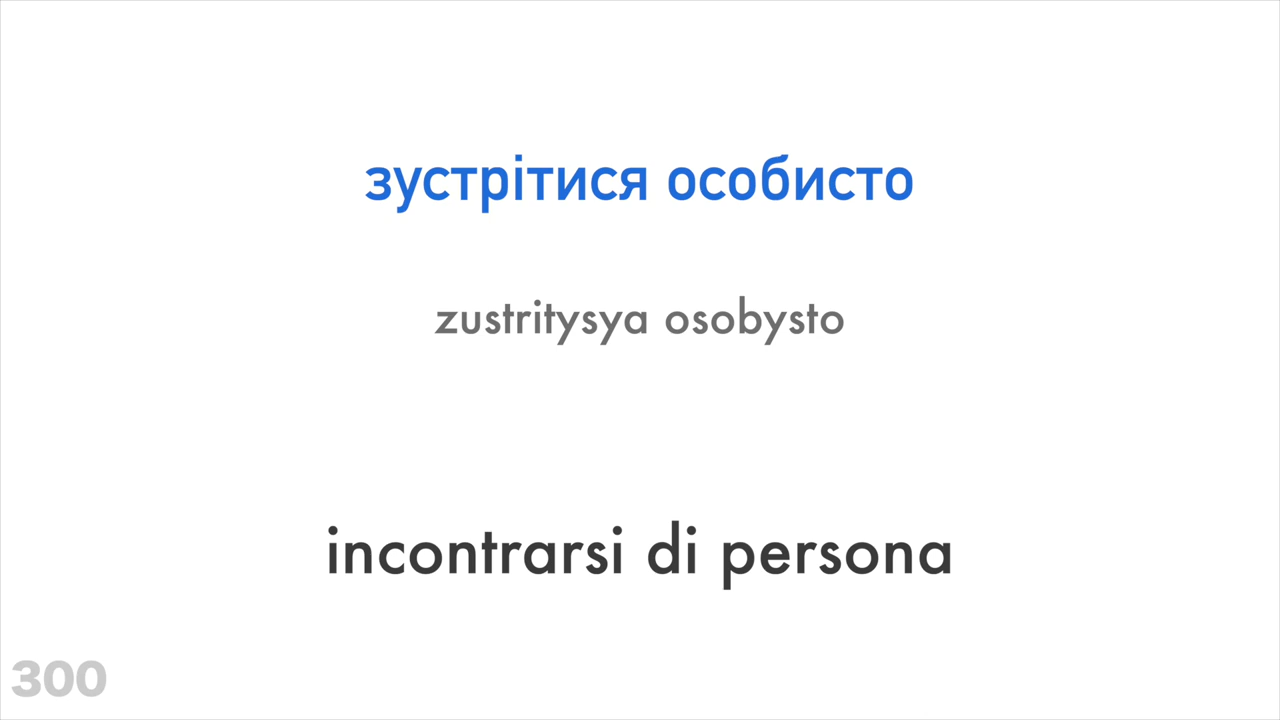 зустрітися особисто
zustritysya osobysto
incontrarsi di persona
300